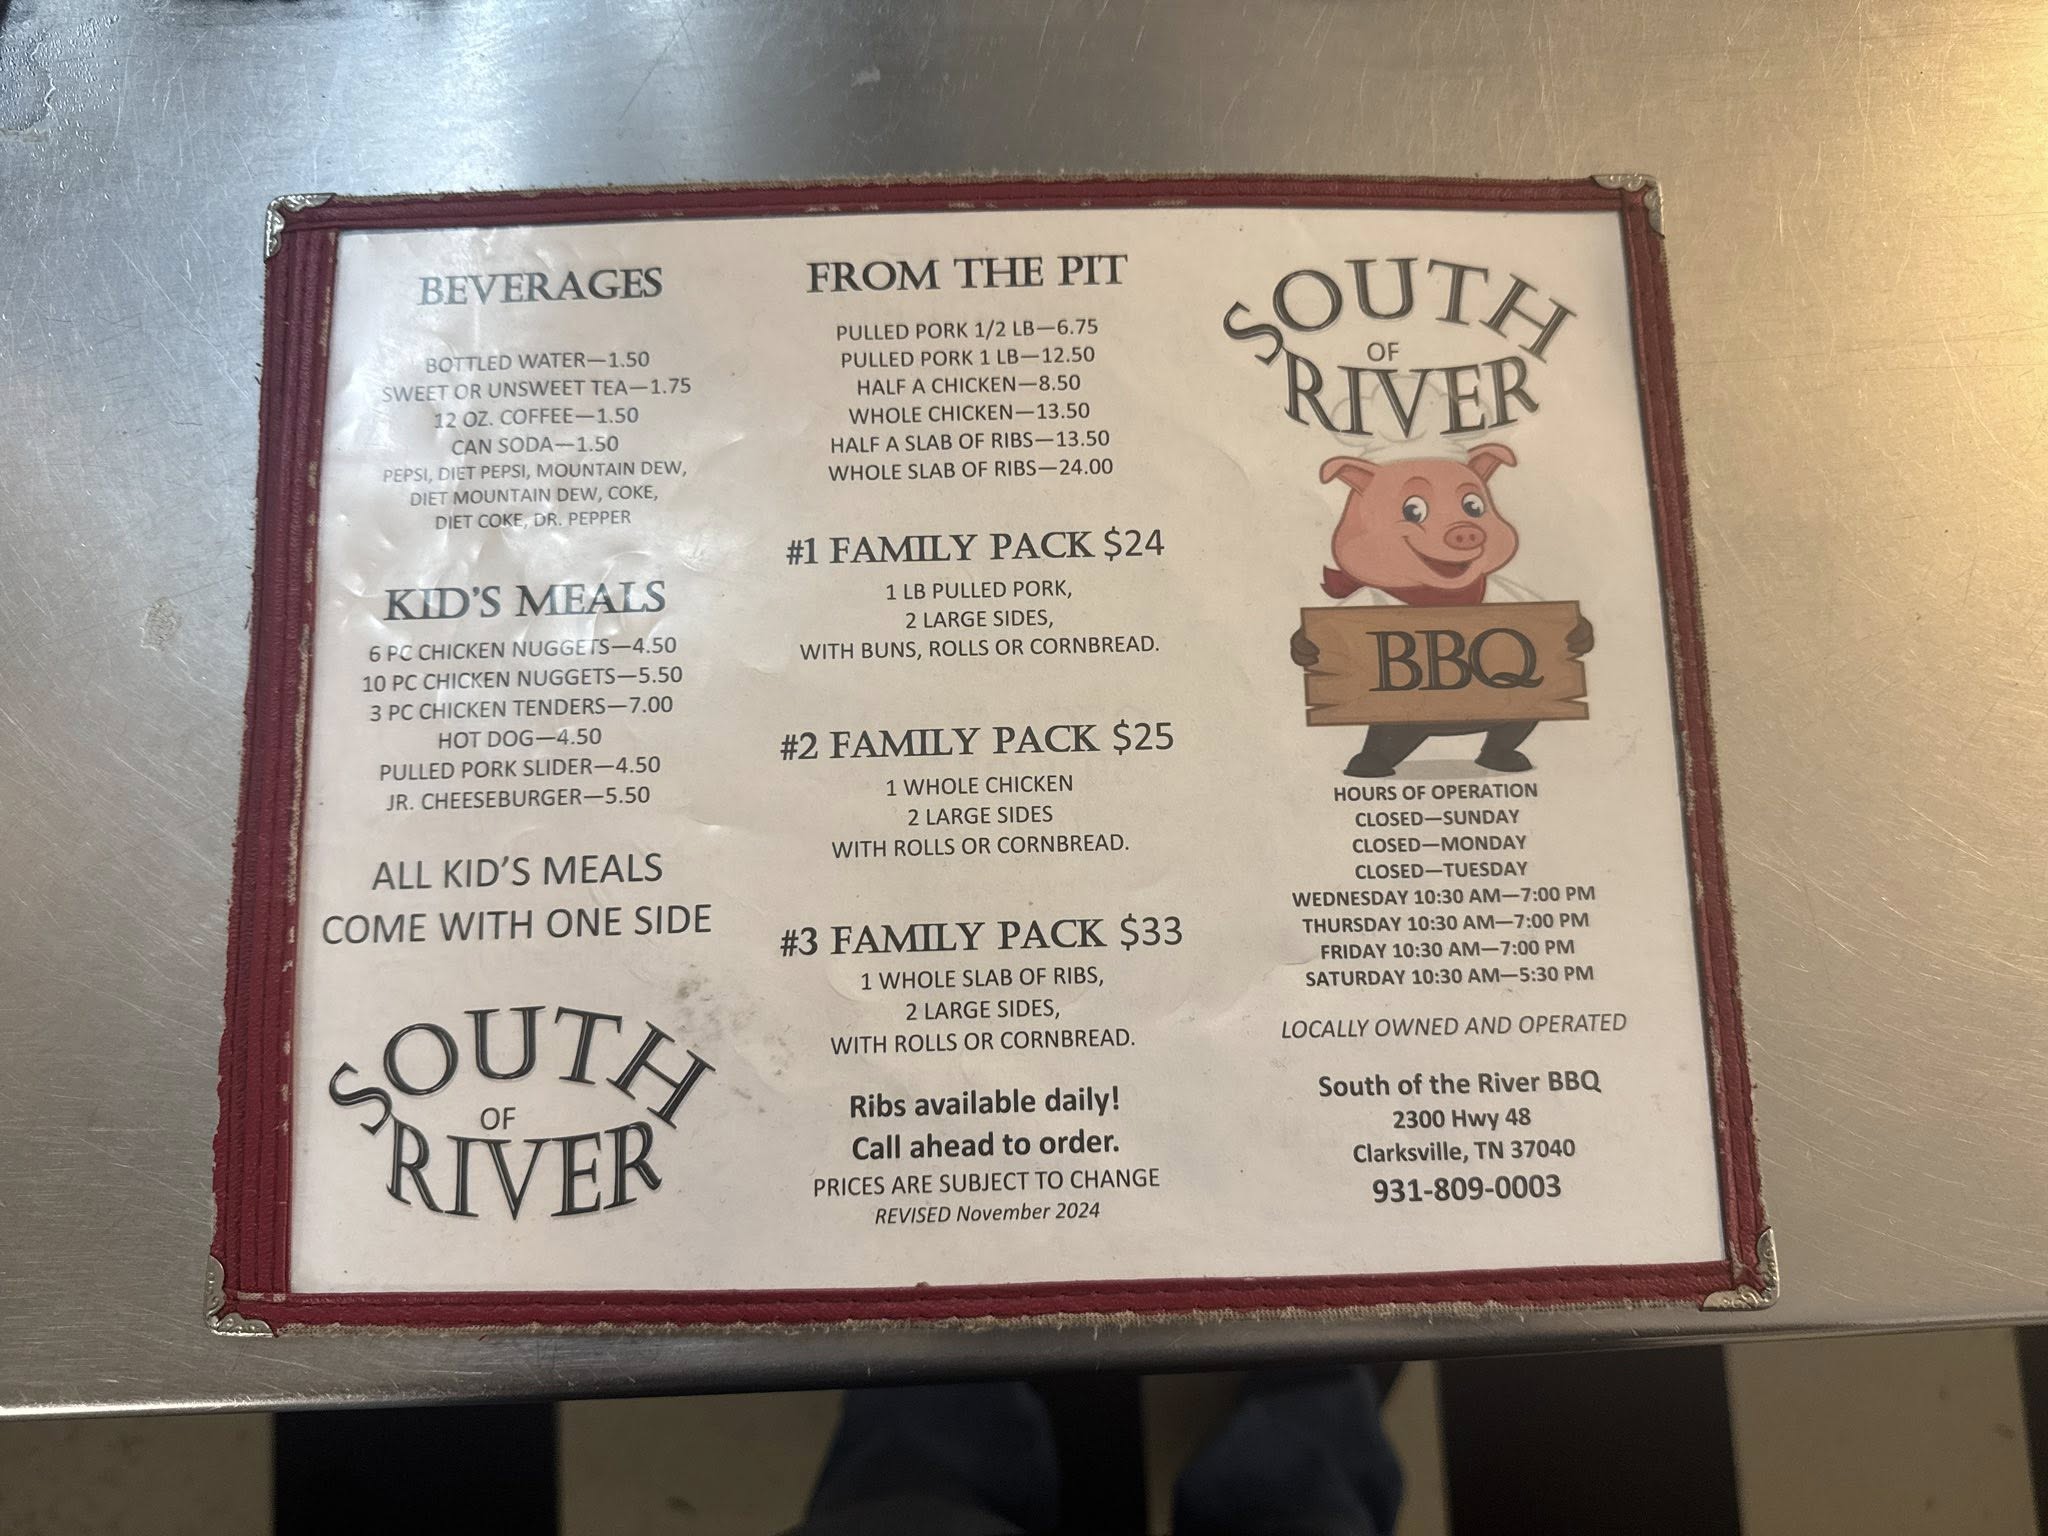 BEVERAGES
BOTTLED WATER—1.50
SWEET OR UNSWEET TEA—1.75
12 OZ. COFFEE—1.50
CAN SODA—1.50
PEPSI, DIET PEPSI, MOUNTAIN DEW,
DIET MOUNTAIN DEW, COKE,
DIET COKE, DR. PEPPER
KID'S MEALS
6 PC CHICKEN NUGGETS—4.50
10 PC CHICKEN NUGGETS—5.50
3 PC CHICKEN TENDERS—7.00
HOT DOG—4.50
PULLED PORK SLIDER—4.50
JR. CHEESEBURGER—5.50
ALL KID'S MEALS
COME WITH ONE SIDE
SOUTH
OF
RIVER
FROM THE PIT
PULLED PORK 1/2 LB—6.75
PULLED PORK 1 LB—12.50
HALF A CHICKEN—8.50
WHOLE CHICKEN—13.50
HALF A SLAB OF RIBS—13.50
WHOLE SLAB OF RIBS—24.00
#1 FAMILY PACK $24
1 LB PULLED PORK,
2 LARGE SIDES,
WITH BUNS, ROLLS OR CORNBREAD.
#2 FAMILY PACK $25
1 WHOLE CHICKEN
2 LARGE SIDES
WITH ROLLS OR CORNBREAD.
#3 FAMILY PACK $33
1 WHOLE SLAB OF RIBS,
2 LARGE SIDES,
WITH ROLLS OR CORNBREAD.
Ribs available daily!
Call ahead to order.
PRICES ARE SUBJECT TO CHANGE
REVISED November 2024
SOUTH
OF
RIVER
BBQ
HOURS OF OPERATION
CLOSED—SUNDAY
CLOSED—MONDAY
CLOSED—TUESDAY
WEDNESDAY 10:30 AM—7:00 PM
THURSDAY 10:30 AM—7:00 PM
FRIDAY 10:30 AM—7:00 PM
SATURDAY 10:30 AM—5:30 PM
LOCALLY OWNED AND OPERATED
South of the River BBQ
2300 Hwy 48
Clarksville, TN 37040
931-809-0003